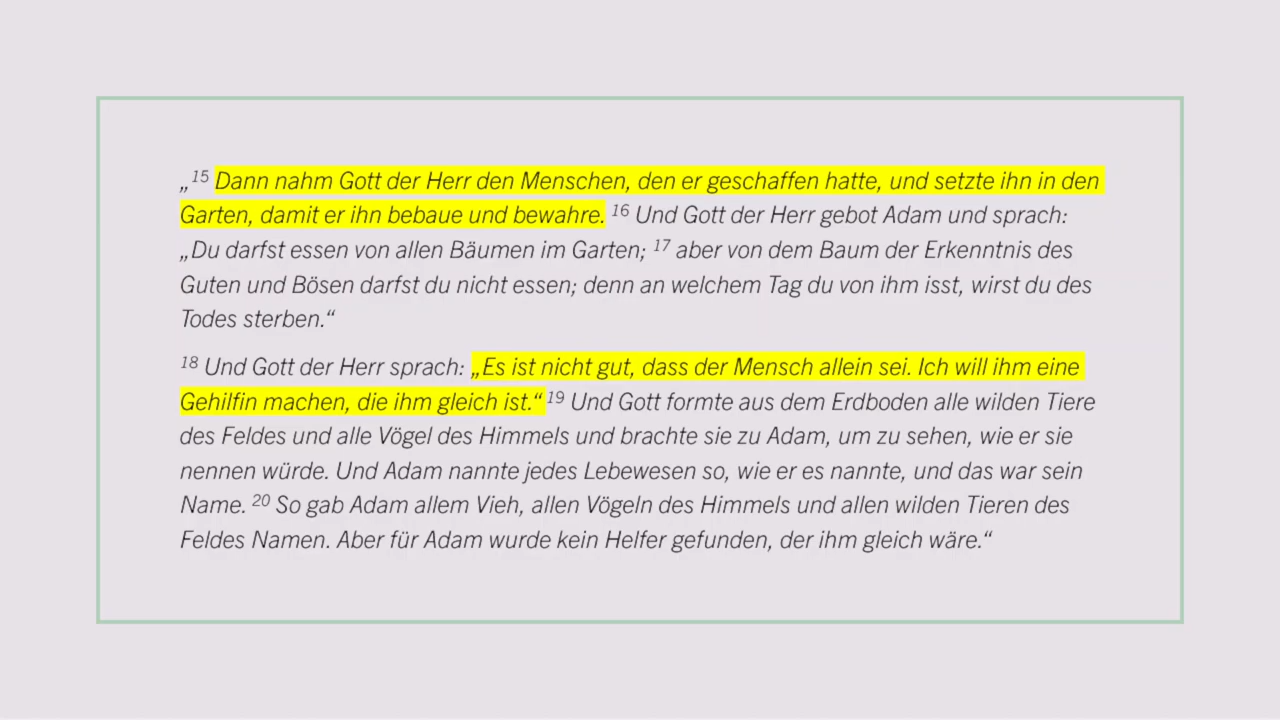 „15 Dann nahm Gott der Herr den Menschen, den er geschaffen hatte, und setzte ihn in den
Garten, damit er ihn bebaue und bewahre. 16 Und Gott der Herr gebot Adam und sprach:
„Du darfst essen von allen Bäumen im Garten; 17 aber von dem Baum der Erkenntnis des
Guten und Bösen darfst du nicht essen; denn an welchem Tag du von ihm isst, wirst du des
Todes sterben.“
18 Und Gott der Herr sprach: „Es ist nicht gut, dass der Mensch allein sei. Ich will ihm eine
Gehilfin machen, die ihm gleich ist.“ 19 Und Gott formte aus dem Erdboden alle wilden Tiere
des Feldes und alle Vögel des Himmels und brachte sie zu Adam, um zu sehen, wie er sie
nennen würde. Und Adam nannte jedes Lebewesen so, wie er es nannte, und das war sein
Name. 20 So gab Adam allem Vieh, allen Vögeln des Himmels und allen wilden Tieren des
Feldes Namen. Aber für Adam wurde kein Helfer gefunden, der ihm gleich wäre.“